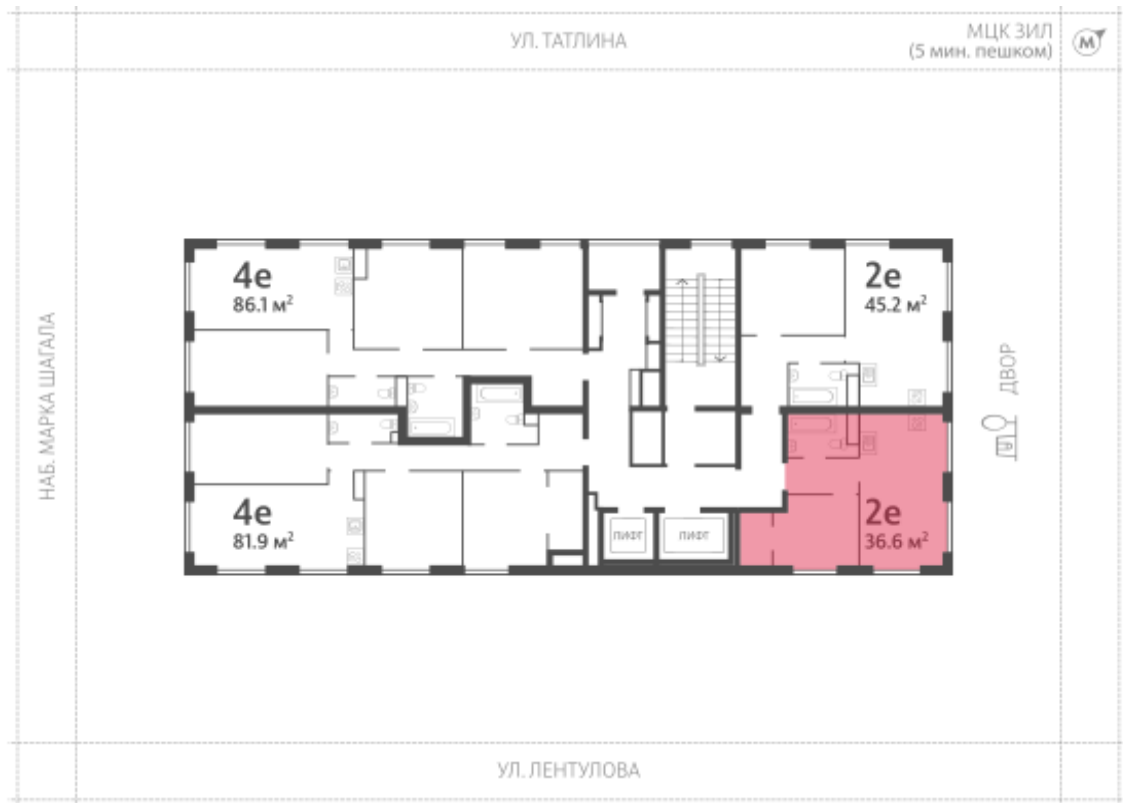 УЛ. ТАТЛИНА
МЦК ЗИЛ
(5 мин. пешком)
М
НАБ. МАРКА ШАГАЛА
4е
86.1 м²
2е
45.2 м²
ДВОР
4е
81.9 м²
ЛИФТ
ЛИФТ
2е
36.6 м²
УЛ. ЛЕНТУЛОВА